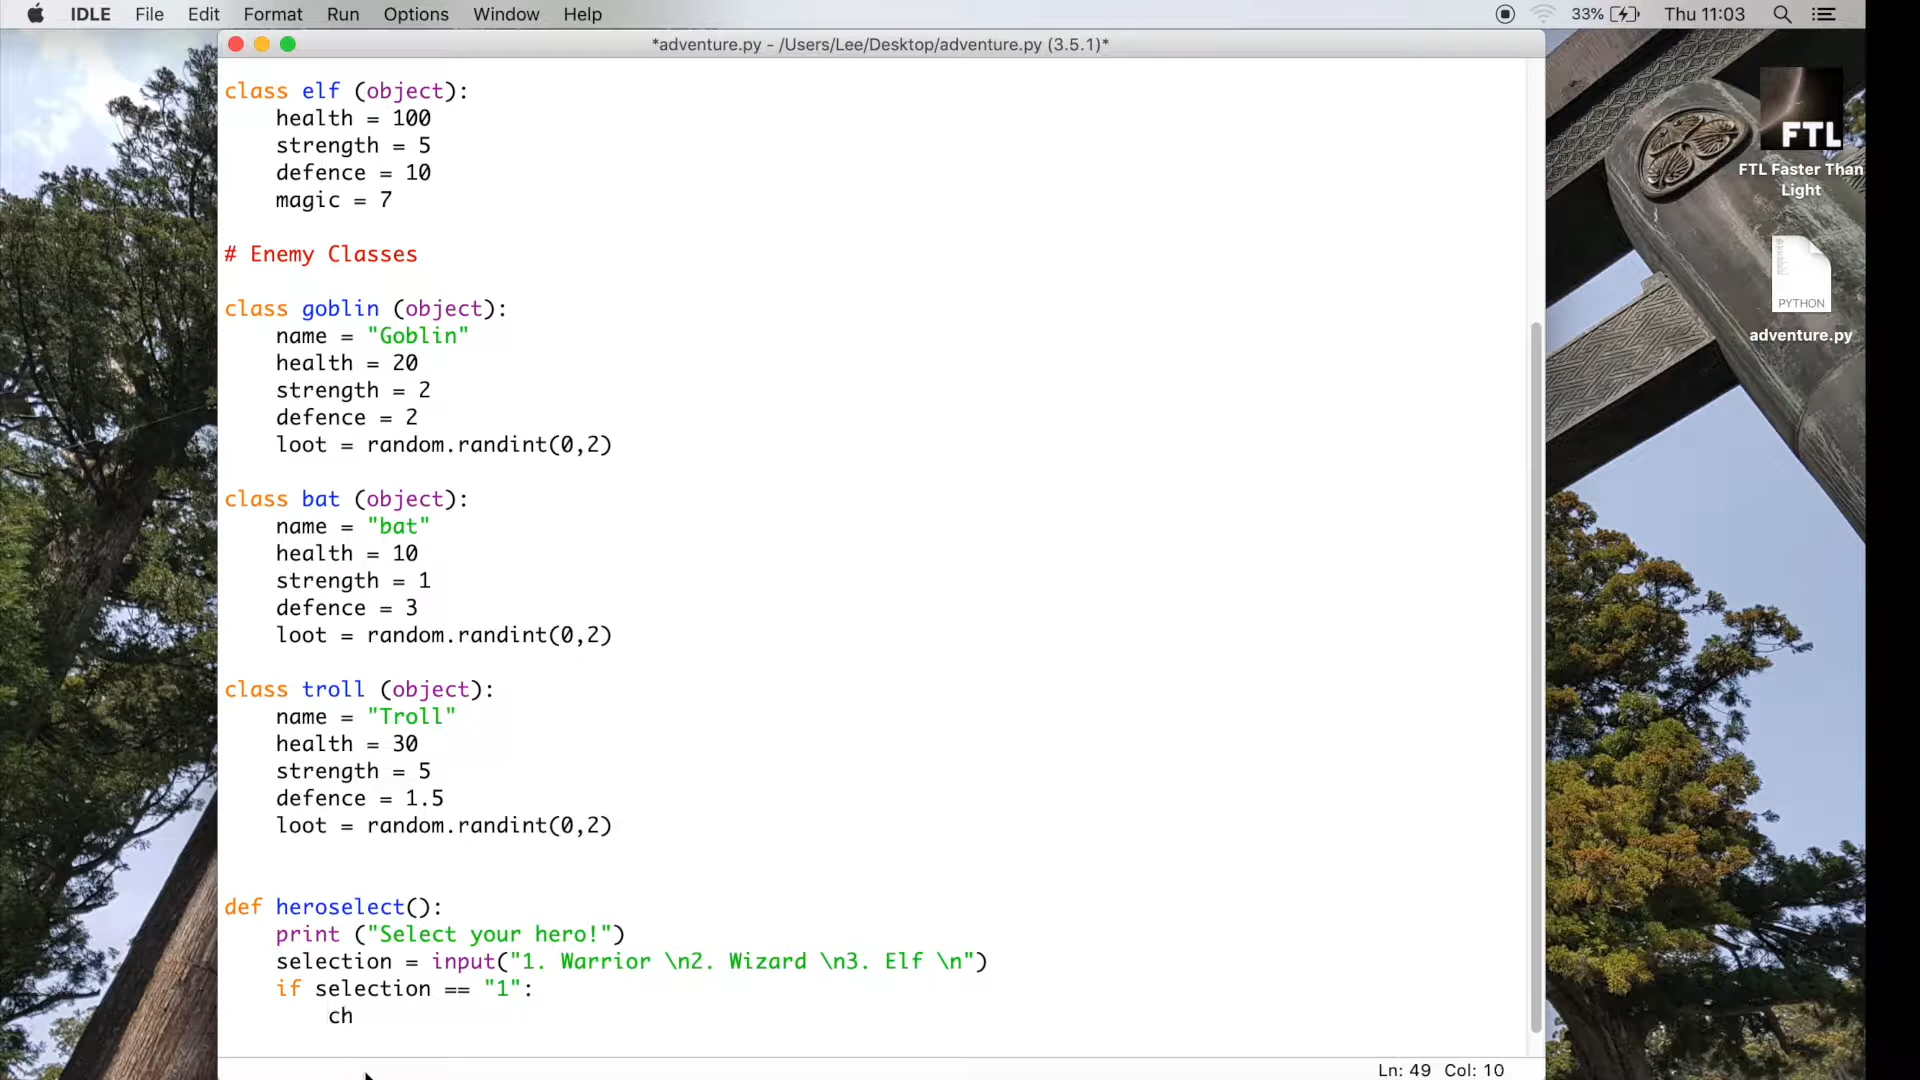 IDLE File Edit Format Run Options Window Help 33% Thu 11:03
*adventure.py - /Users/Lee/Desktop/adventure.py (3.5.1)*
class elf (object):
    health = 100
    strength = 5
    defence = 10
    magic = 7
# Enemy Classes
class goblin (object):
    name = "Goblin"
    health = 20
    strength = 2
    defence = 2
    loot = random.randint(0,2)
class bat (object):
    name = "bat"
    health = 10
    strength = 1
    defence = 3
    loot = random.randint(0,2)
class troll (object):
    name = "Troll"
    health = 30
    strength = 5
    defence = 1.5
    loot = random.randint(0,2)
def heroselect():
    print ("Select your hero!")
    selection = input("1. Warrior \n2. Wizard \n3. Elf \n")
    if selection == "1":
        ch
Ln: 49 Col: 10
FTL
FTL Faster Than
Light
PYTHON
adventure.py